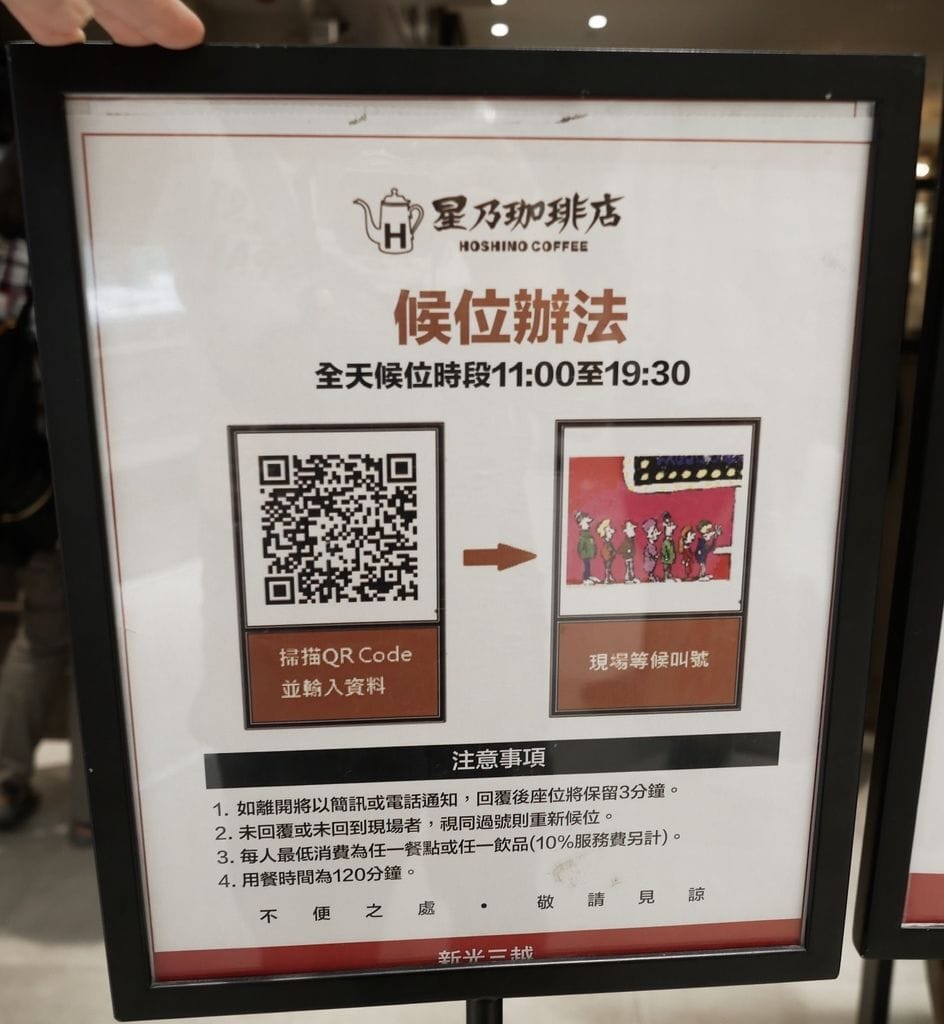 星乃珈琲店
H
HOSHINO COFFEE
候位辦法
全天候位時段11:00至19:30
掃描QR Code
並輸入資料
現場等候叫號
注意事項
1. 如離開將以簡訊或電話通知，回覆後座位將保留3分鐘。
2. 未回覆或未回到現場者，視同過號則重新候位。
3. 每人最低消費為任一餐點或任一飲品(10%服務費另計)。
4. 用餐時間為120分鐘。
不便之處・敬請見諒
新光三越